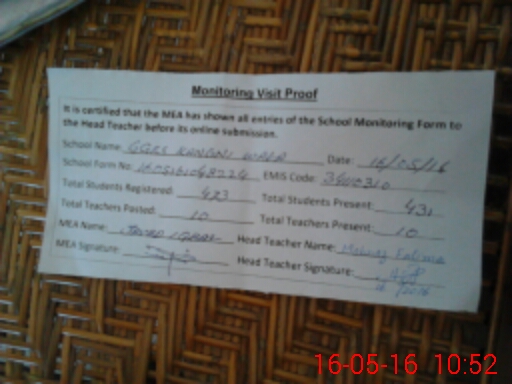 Monitoring Visit Proof
It is certified that the MEA has shown all entries of the School Monitoring Form to
the Head Teacher before its online submission.
School Name: GGES Date: 16/05/16
School Form No: EMIS Code:
Total Students Registered: Total Students Present: 431
Total Teachers Posted: 10 Total Teachers Present: 10
MEA Name: Head Teacher Name: Fatima
MEA Signature: Head Teacher Signature:
16-05-16 10:52